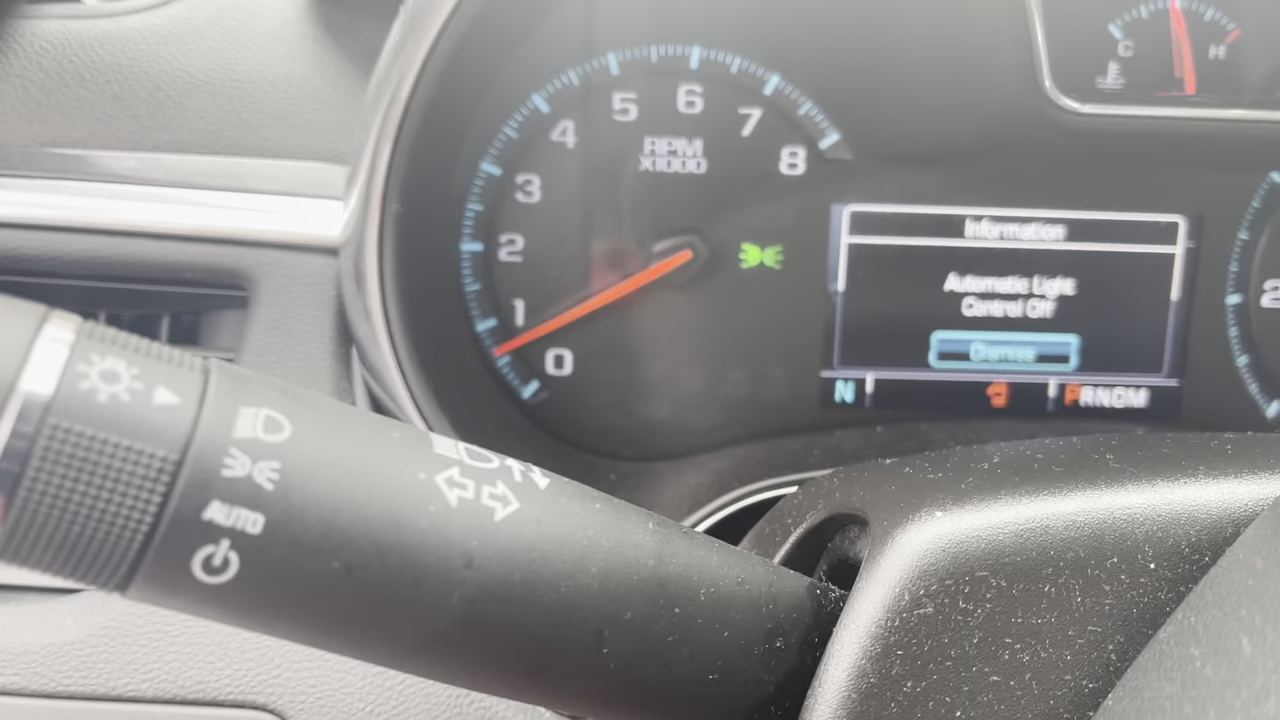 C
H
5
6
7
4
8
RPM
X1000
3
2
1
0
Information
Automatic Light
Control Off
Dismiss
N
PRNDM
2
AUTO